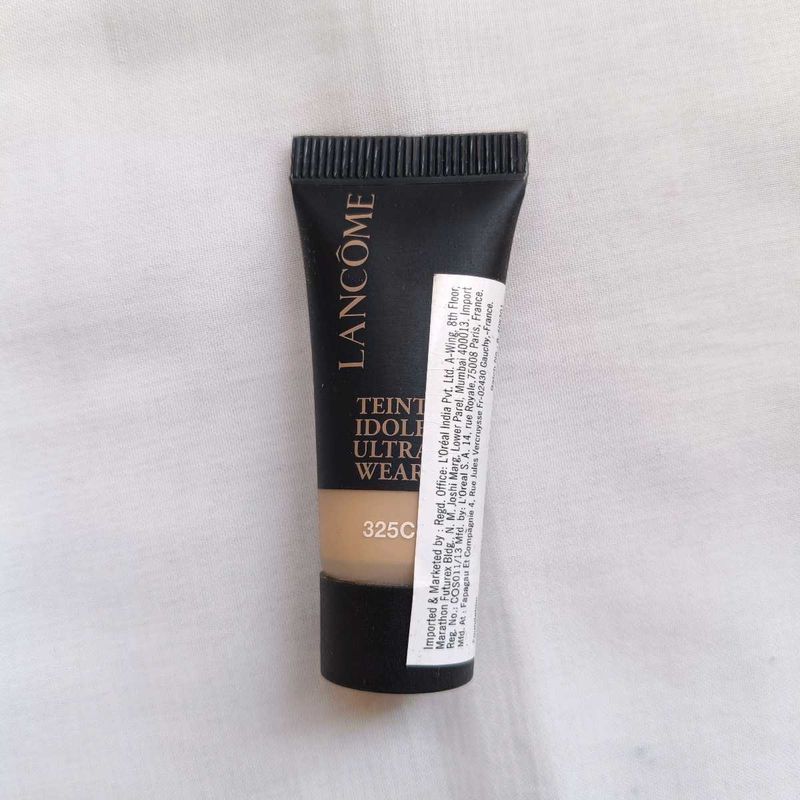 LANCÔME
TEINT
IDOLE
ULTRA
WEAR
325C
Imported & Marketed by : Regd. Office: L'Oréal India Pvt. Ltd. A-Wing, 8th Floor,
Marathon Futurex Bldg., N. M. Joshi Marg, Lower Parel, Mumbai 400013. Import
Reg. No.: COS011/13 Mfd. by: L'Oreal S. A. 14, rue Royale,75008 Paris, France.
Mfd. At : Fapagau Et Compagnie 4, Rue Jules Vercruysse Fr-02430 Gauchy,-France.